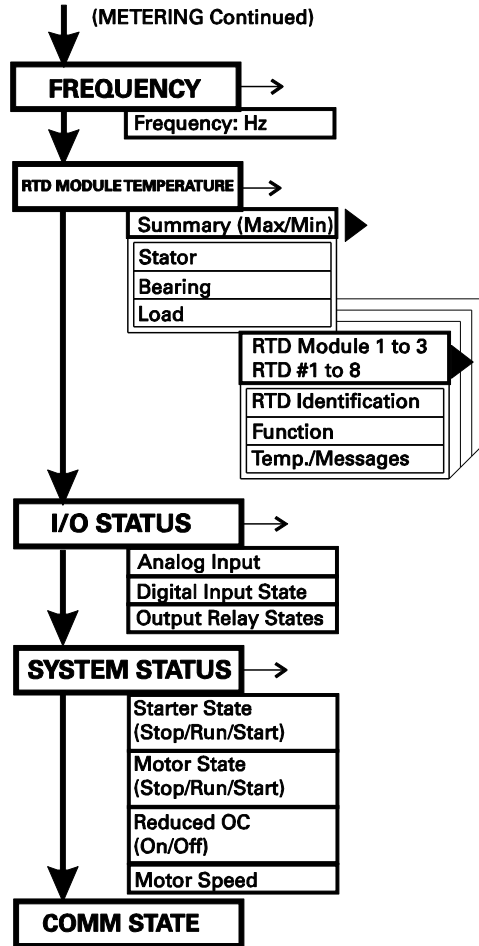 (METERING Continued)
FREQUENCY
Frequency: Hz
RTD MODULE TEMPERATURE
Summary (Max/Min)
Stator
Bearing
Load
RTD Module 1 to 3
RTD #1 to 8
RTD Identification
Function
Temp./Messages
I/O STATUS
Analog Input
Digital Input State
Output Relay States
SYSTEM STATUS
Starter State
(Stop/Run/Start)
Motor State
(Stop/Run/Start)
Reduced OC
(On/Off)
Motor Speed
COMM STATE